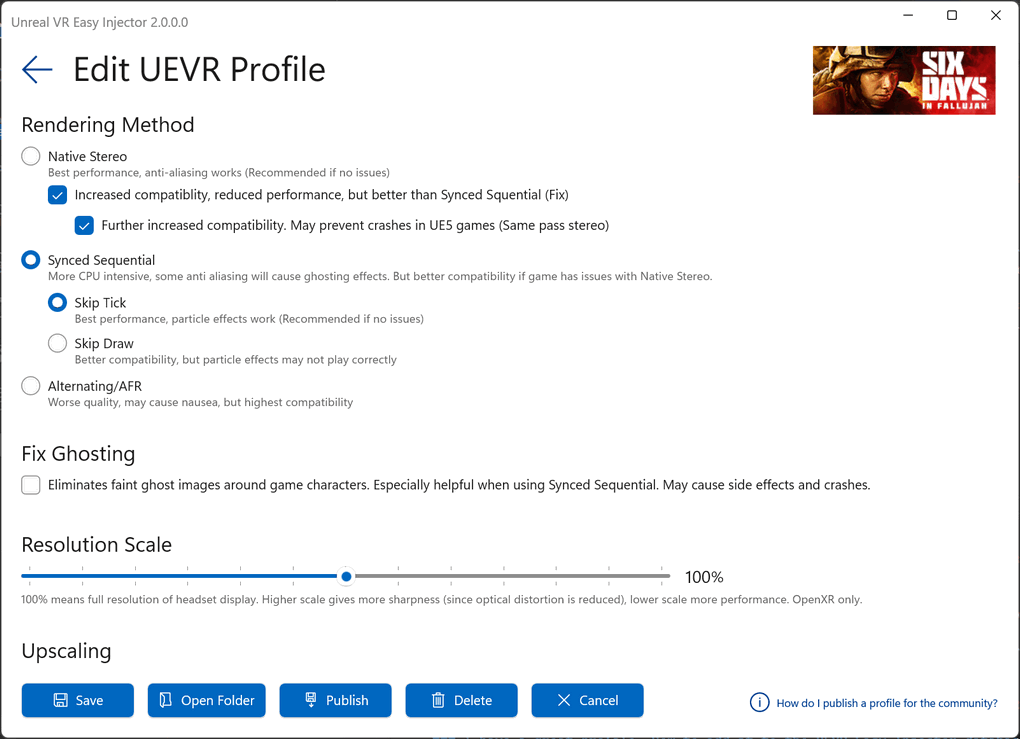 Unreal VR Easy Injector 2.0.0.0
Edit UEVR Profile
SIX
DAYS
IN FALLUJAH
Rendering Method
Native Stereo
Best performance, anti-aliasing works (Recommended if no issues)
Increased compatiblity, reduced performance, but better than Synced Squential (Fix)
Further increased compatibility. May prevent crashes in UE5 games (Same pass stereo)
Synced Sequential
More CPU intensive, some anti aliasing will cause ghosting effects. But better compatibility if game has issues with Native Stereo.
Skip Tick
Best performance, particle effects work (Recommended if no issues)
Skip Draw
Better compatibility, but particle effects may not play correctly
Alternating/AFR
Worse quality, may cause nausea, but highest compatibility
Fix Ghosting
Eliminates faint ghost images around game characters. Especially helpful when using Synced Sequential. May cause side effects and crashes.
Resolution Scale
100%
100% means full resolution of headset display. Higher scale gives more sharpness (since optical distortion is reduced), lower scale more performance. OpenXR only.
Upscaling
Save
Open Folder
Publish
Delete
Cancel
How do I publish a profile for the community?